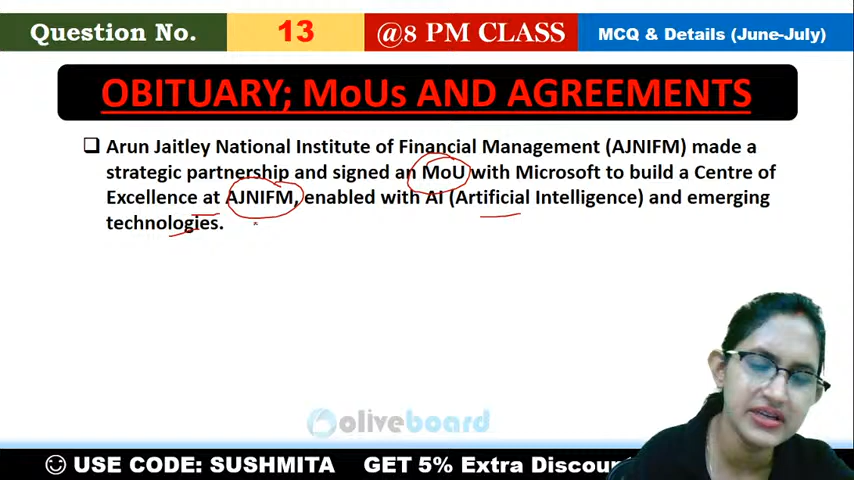 Question No. 13 @8 PM CLASS MCQ & Details (June-July)
OBITUARY; MoUs AND AGREEMENTS
Arun Jaitley National Institute of Financial Management (AJNIFM) made a
strategic partnership and signed an MoU with Microsoft to build a Centre of
Excellence at AJNIFM, enabled with AI (Artificial Intelligence) and emerging
technologies.
oliveboard
USE CODE: SUSHMITA GET 5% Extra Discoun